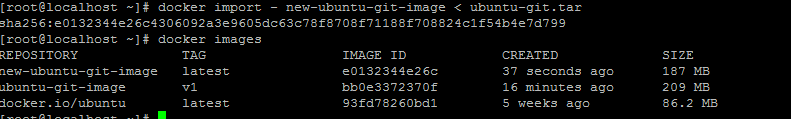 [root@localhost ~]# docker import - new-ubuntu-git-image < ubuntu-git.tar
sha256:e0132344e26c4306092a3e9605dc63c78f8708f71188f708824c1f54b4e7d799
[root@localhost ~]# docker images
REPOSITORY TAG IMAGE ID CREATED SIZE
new-ubuntu-git-image latest e0132344e26c 37 seconds ago 187 MB
ubuntu-git-image v1 bb0e3372370f 16 minutes ago 209 MB
docker.io/ubuntu latest 93fd78260bd1 5 weeks ago 86.2 MB
[root@localhost ~]#